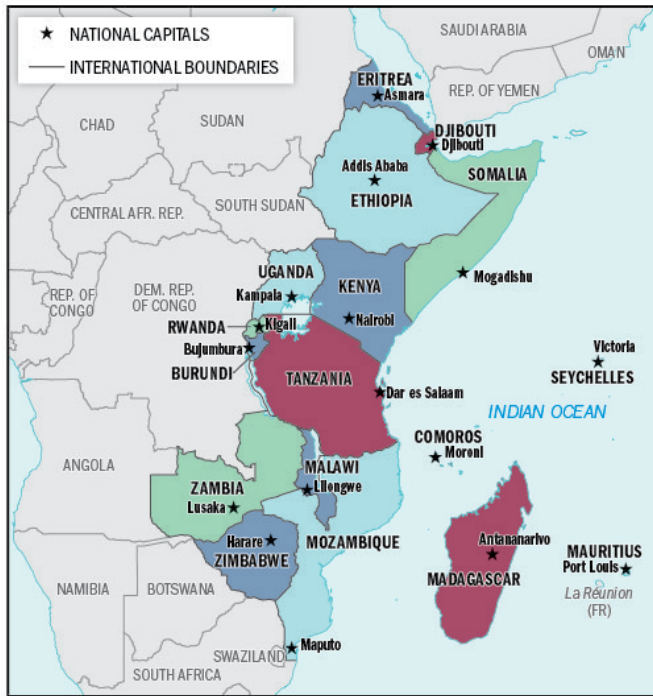 NATIONAL CAPITALS
INTERNATIONAL BOUNDARIES
SAUDI ARABIA
OMAN
REP. OF YEMEN
ERITREA
Asmara
CHAD
SUDAN
DJIBOUTI
Djibouti
Addis Ababa
ETHIOPIA
SOMALIA
CENTRAL AFR. REP.
SOUTH SUDAN
UGANDA
Kampala
KENYA
Nairobi
Mogadishu
REP. OF
CONGO
DEM. REP.
OF CONGO
RWANDA
Kigali
Bujumbura
BURUNDI
TANZANIA
Dar es Salaam
Victoria
SEYCHELLES
INDIAN OCEAN
COMOROS
Moroni
ANGOLA
ZAMBIA
Lusaka
MALAWI
Lilongwe
Harare
ZIMBABWE
MOZAMBIQUE
Antananarivo
MADAGASCAR
MAURITIUS
Port Louis
La Réunion
(FR)
NAMIBIA
BOTSWANA
Maputo
SWAZILAND
SOUTH AFRICA